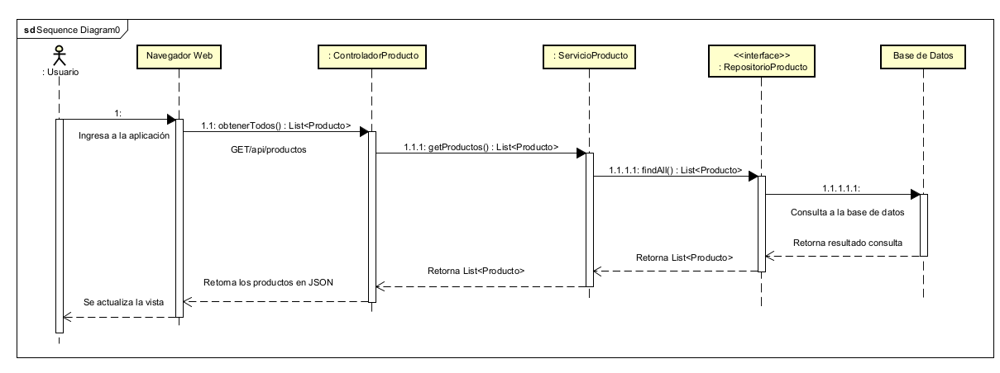 sd Sequence Diagram0
: Usuario
Navegador Web
: ControladorProducto
: ServicioProducto
<<interface>>
: RepositorioProducto
Base de Datos
1:
Ingresa a la aplicación
1.1: obtenerTodos() : List<Producto>
GET/api/productos
1.1.1: getProductos() : List<Producto>
1.1.1.1: findAll() : List<Producto>
1.1.1.1.1:
Consulta a la base de datos
Retorna resultado consulta
Retorna List<Producto>
Retorna List<Producto>
Retorna los productos en JSON
Se actualiza la vista